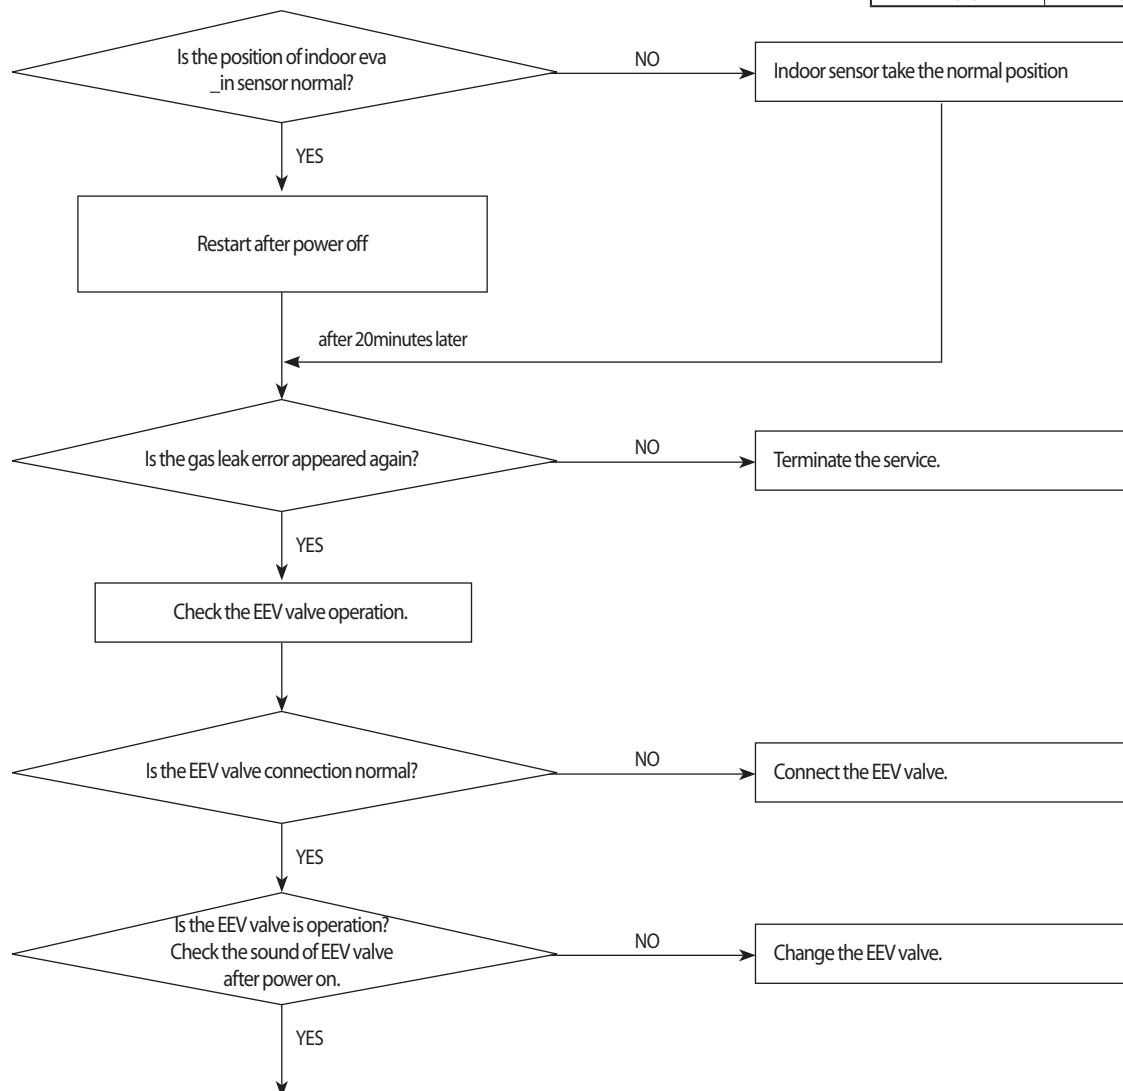 Is the position of indoor eva
_in sensor normal?
NO
Indoor sensor take the normal position
YES
Restart after power off
after 20minutes later
Is the gas leak error appeared again?
NO
Terminate the service.
YES
Check the EEV valve operation.
Is the EEV valve connection normal?
NO
Connect the EEV valve.
YES
Is the EEV valve is operation?
Check the sound of EEV valve
after power on.
NO
Change the EEV valve.
YES